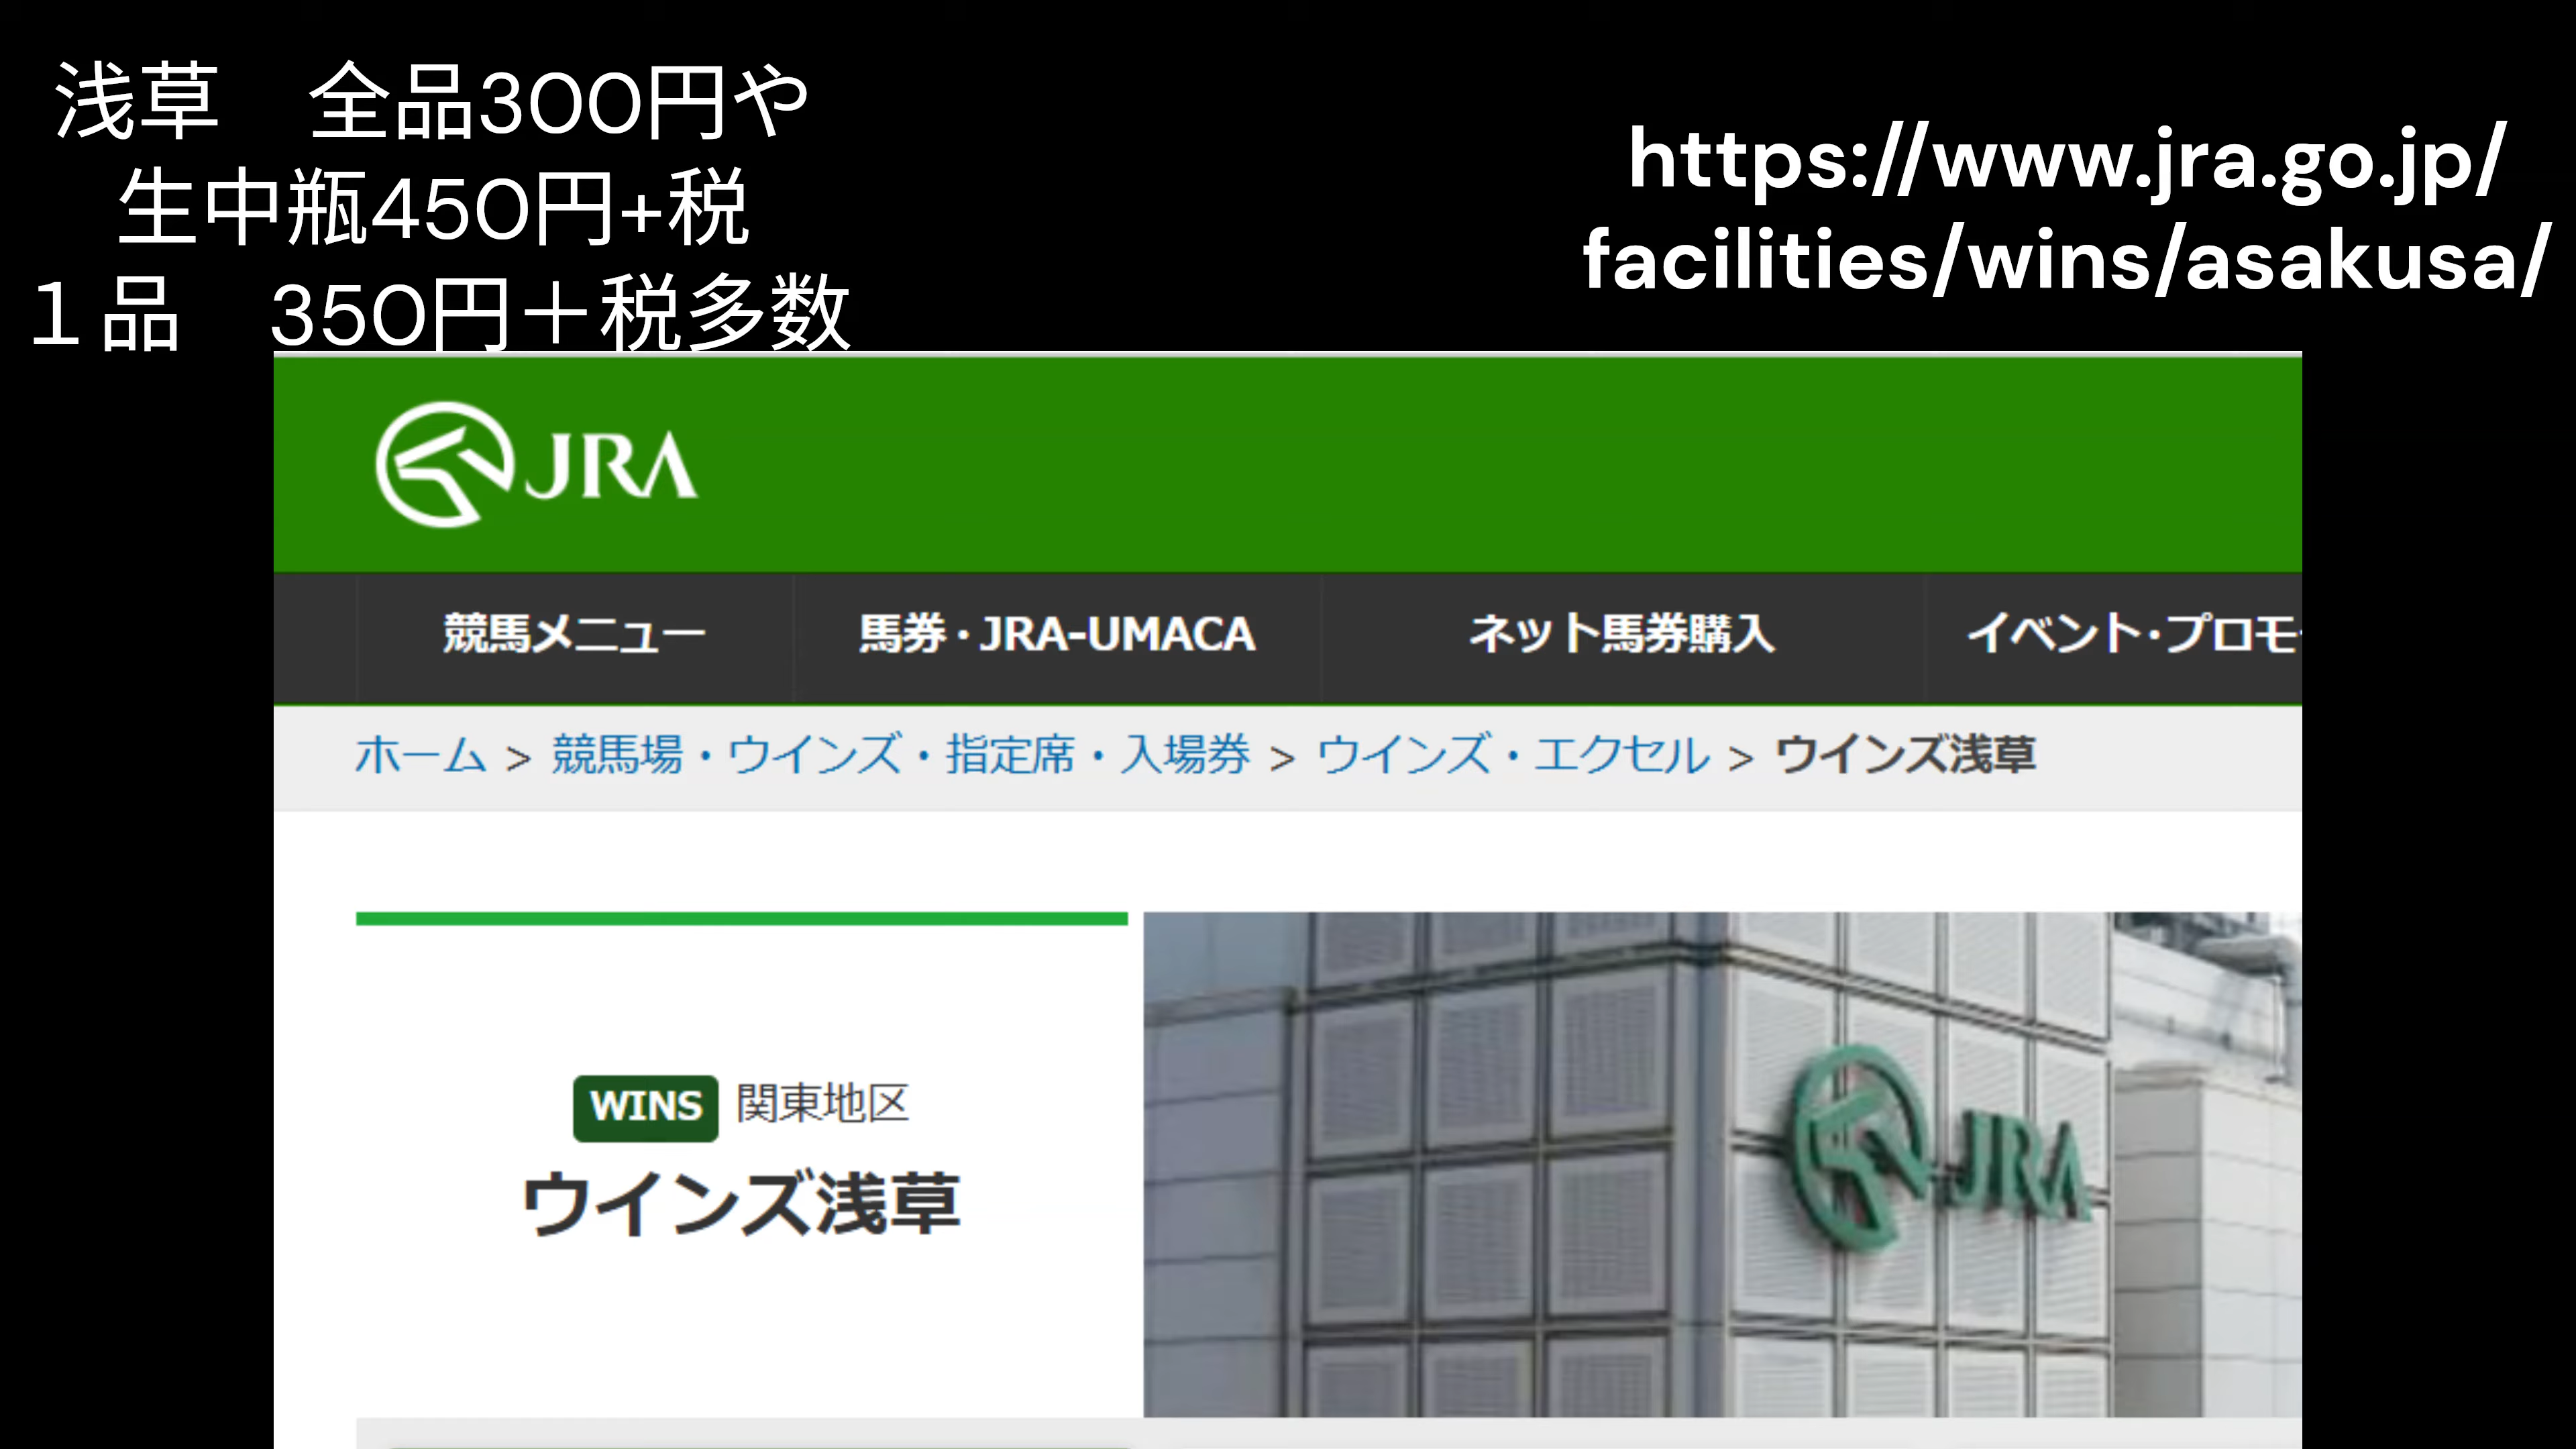 浅草　全品300円や
生中瓶450円+税
１品　350円＋税多数
https://www.jra.go.jp/
facilities/wins/asakusa/
JRA
競馬メニュー
馬券・JRA-UMACA
ネット馬券購入
イベント・プロモ
ホーム > 競馬場・ウインズ・指定席・入場券 > ウインズ・エクセル > ウインズ浅草
WINS 関東地区
ウインズ浅草
JRA